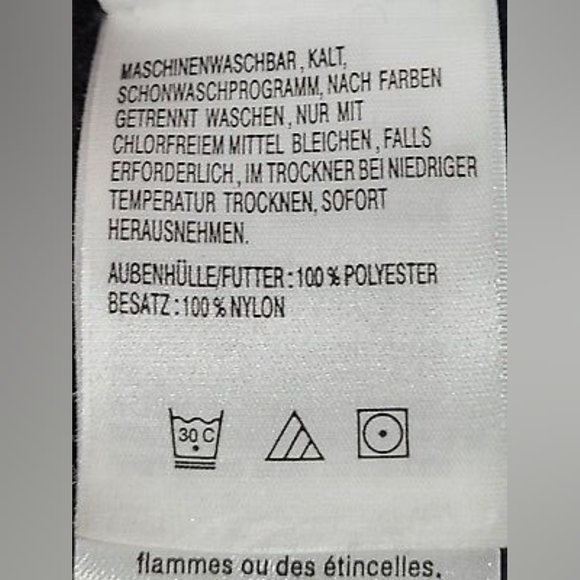 MASCHINENWASCHBAR, KALT,
SCHONWASCHPROGRAMM, NACH FARBEN
GETRENNT WASCHEN, NUR MIT
CHLORFREIEM MITTEL BLEICHEN, FALLS
ERFORDERLICH, IM TROCKNER BEI NIEDRIGER
TEMPERATUR TROCKNEN, SOFORT
HERAUSNEHMEN.
AUßENHÜLLE/FUTTER: 100 % POLYESTER
BESATZ: 100 % NYLON
30 C
flammes ou des étincelles.